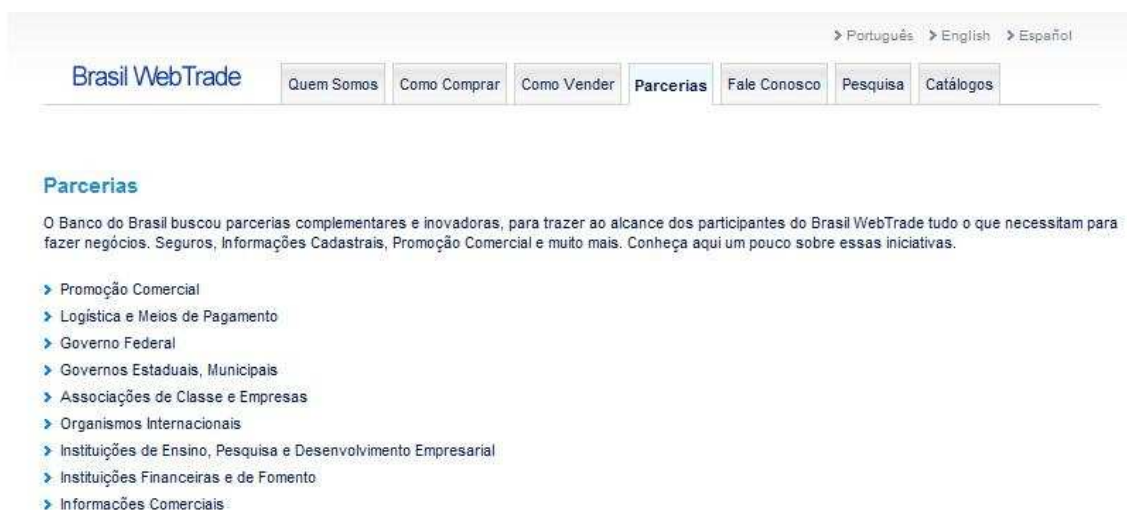 Português English Español
Brasil WebTrade Quem Somos Como Comprar Como Vender Parcerias Fale Conosco Pesquisa Catálogos
Parcerias
O Banco do Brasil buscou parcerias complementares e inovadoras, para trazer ao alcance dos participantes do Brasil WebTrade tudo o que necessitam para
fazer negócios. Seguros, Informações Cadastrais, Promoção Comercial e muito mais. Conheça aqui um pouco sobre essas iniciativas.
Promoção Comercial
Logística e Meios de Pagamento
Governo Federal
Governos Estaduais, Municipais
Associações de Classe e Empresas
Organismos Internacionais
Instituições de Ensino, Pesquisa e Desenvolvimento Empresarial
Instituições Financeiras e de Fomento
Informações Comerciais